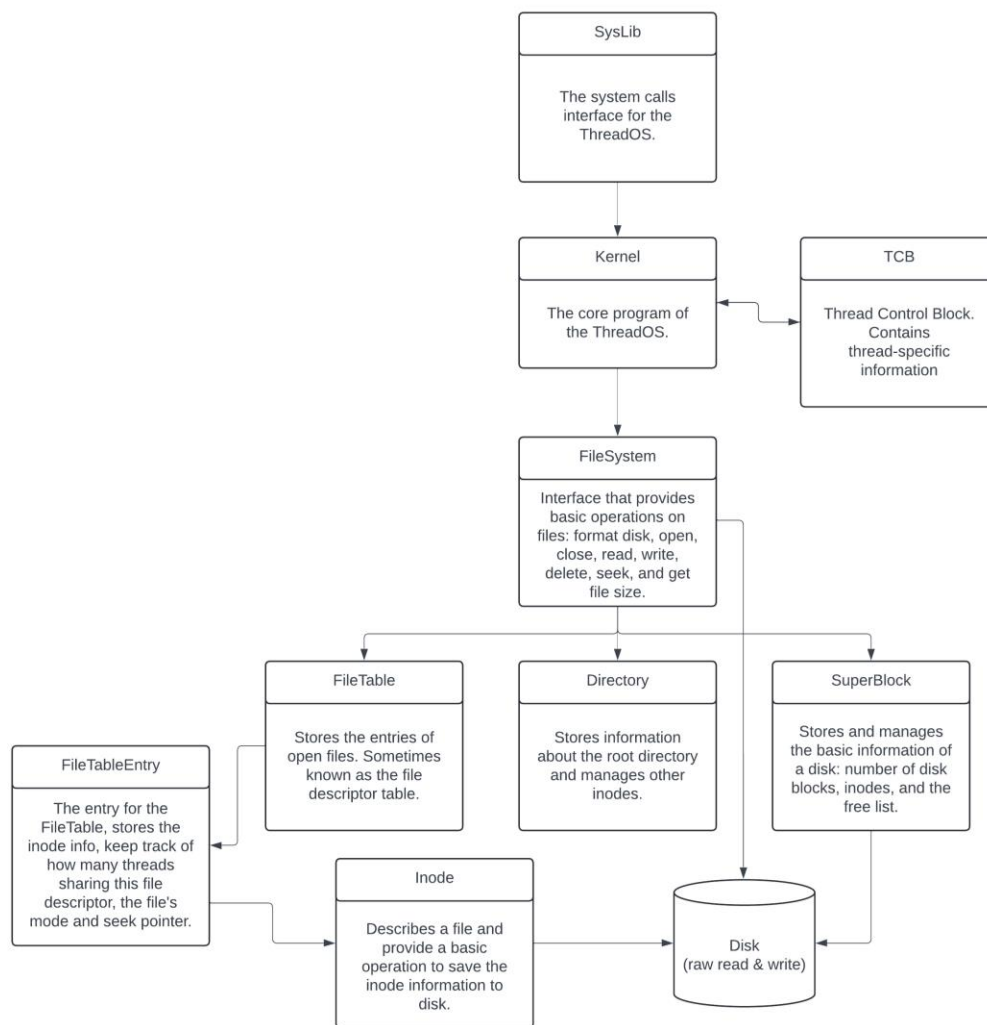 SysLib
The system calls
interface for the
ThreadOS.
Kernel
The core program of
the ThreadOS.
TCB
Thread Control Block.
Contains
thread-specific
information
FileSystem
Interface that provides
basic operations on
files: format disk, open,
close, read, write,
delete, seek, and get
file size.
FileTable
Stores the entries of
open files. Sometimes
known as the file
descriptor table.
Directory
Stores information
about the root directory
and manages other
inodes.
SuperBlock
Stores and manages
the basic information of
a disk: number of disk
blocks, inodes, and the
free list.
FileTableEntry
The entry for the
FileTable, stores the
inode info, keep track of
how many threads
sharing this file
descriptor, the file's
mode and seek pointer.
Inode
Describes a file and
provide a basic
operation to save the
inode information to
disk.
Disk
(raw read & write)